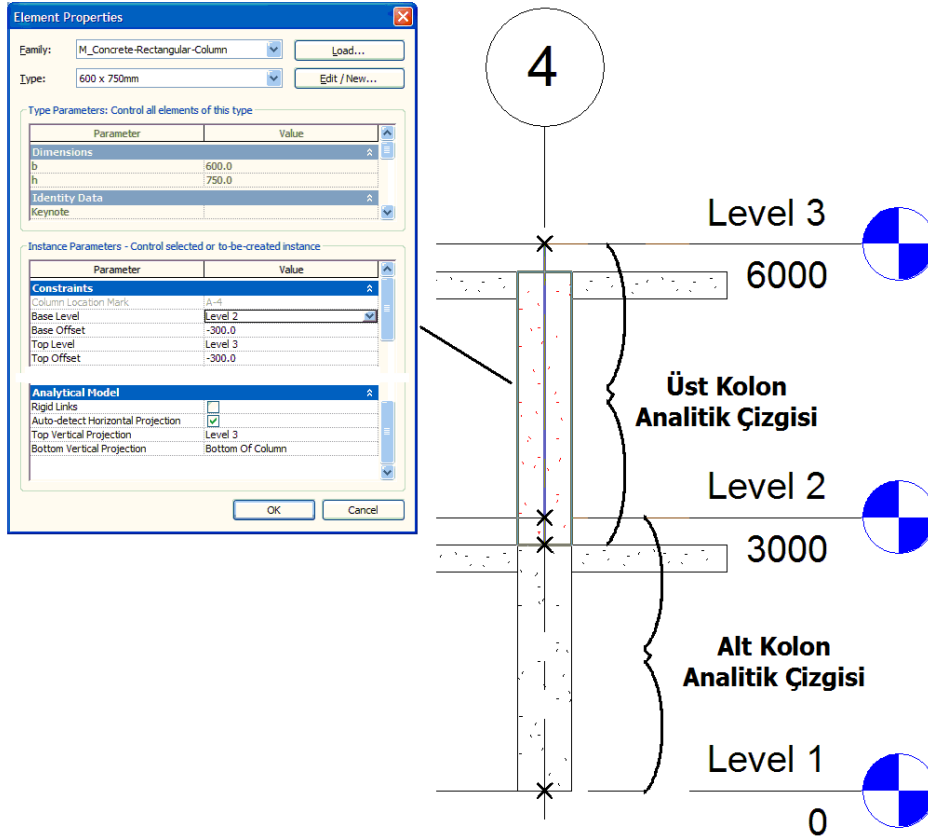 Element Properties
Family: M_Concrete-Rectangular-Column Load...
Type: 600 x 750mm Edit / New...
Type Parameters: Control all elements of this type
Parameter Value
Dimensions
b 600.0
h 750.0
Identity Data
Keynote
Instance Parameters - Control selected or to-be-created instance
Parameter Value
Constraints
Column Location Mark A-4
Base Level Level 2
Base Offset -300.0
Top Level Level 3
Top Offset -300.0
Analytical Model
Rigid Links
Auto-detect Horizontal Projection
Top Vertical Projection Level 3
Bottom Vertical Projection Bottom Of Column
OK Cancel
4
Level 3
6000
Üst Kolon
Analitik Çizgisi
Level 2
3000
Alt Kolon
Analitik Çizgisi
Level 1
0